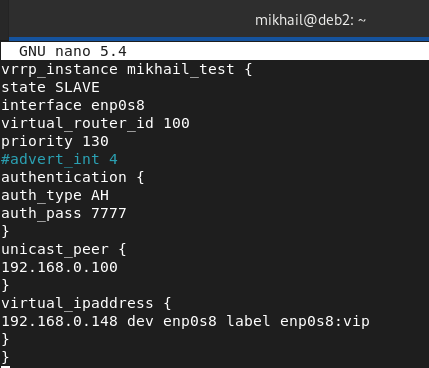 mikhail@deb2: ~
GNU nano 5.4
vrrp_instance mikhail_test {
state SLAVE
interface enp0s8
virtual_router_id 100
priority 130
#advert_int 4
authentication {
auth_type AH
auth_pass 7777
}
unicast_peer {
192.168.0.100
}
virtual_ipaddress {
192.168.0.148 dev enp0s8 label enp0s8:vip
}
}